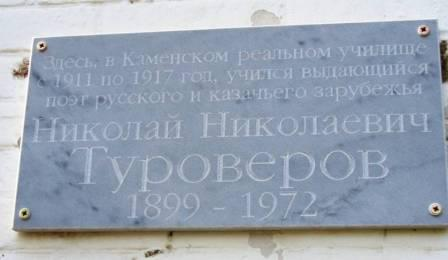 Здесь, в Каменском реальном училище
с 1911 по 1917 год, учился выдающийся
поэт русского и казачьего зарубежья
Николай Николаевич
Туроверов
1899 - 1972